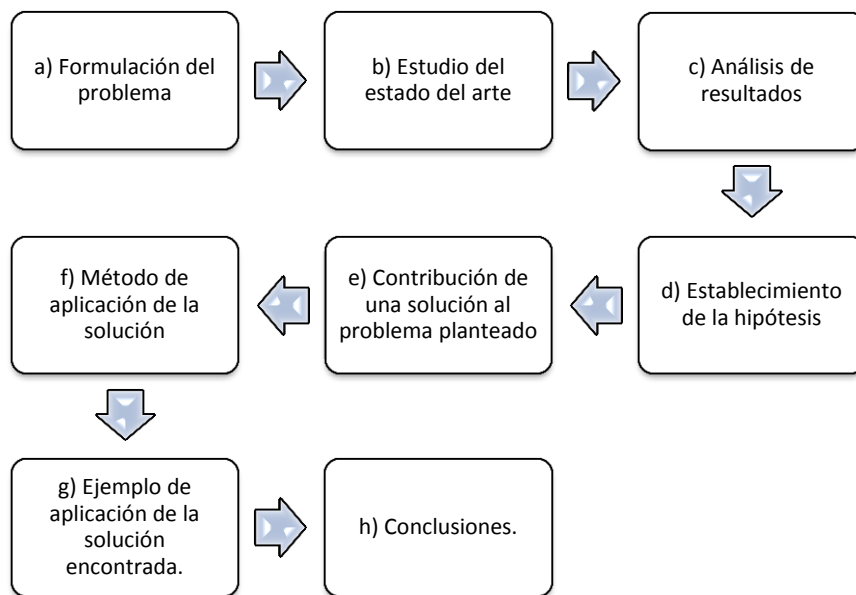 a) Formulación del
problema
b) Estudio del
estado del arte
c) Análisis de
resultados
d) Establecimiento
de la hipótesis
e) Contribución de
una solución al
problema planteado
f) Método de
aplicación de la
solución
g) Ejemplo de
aplicación de la
solución
encontrada.
h) Conclusiones.